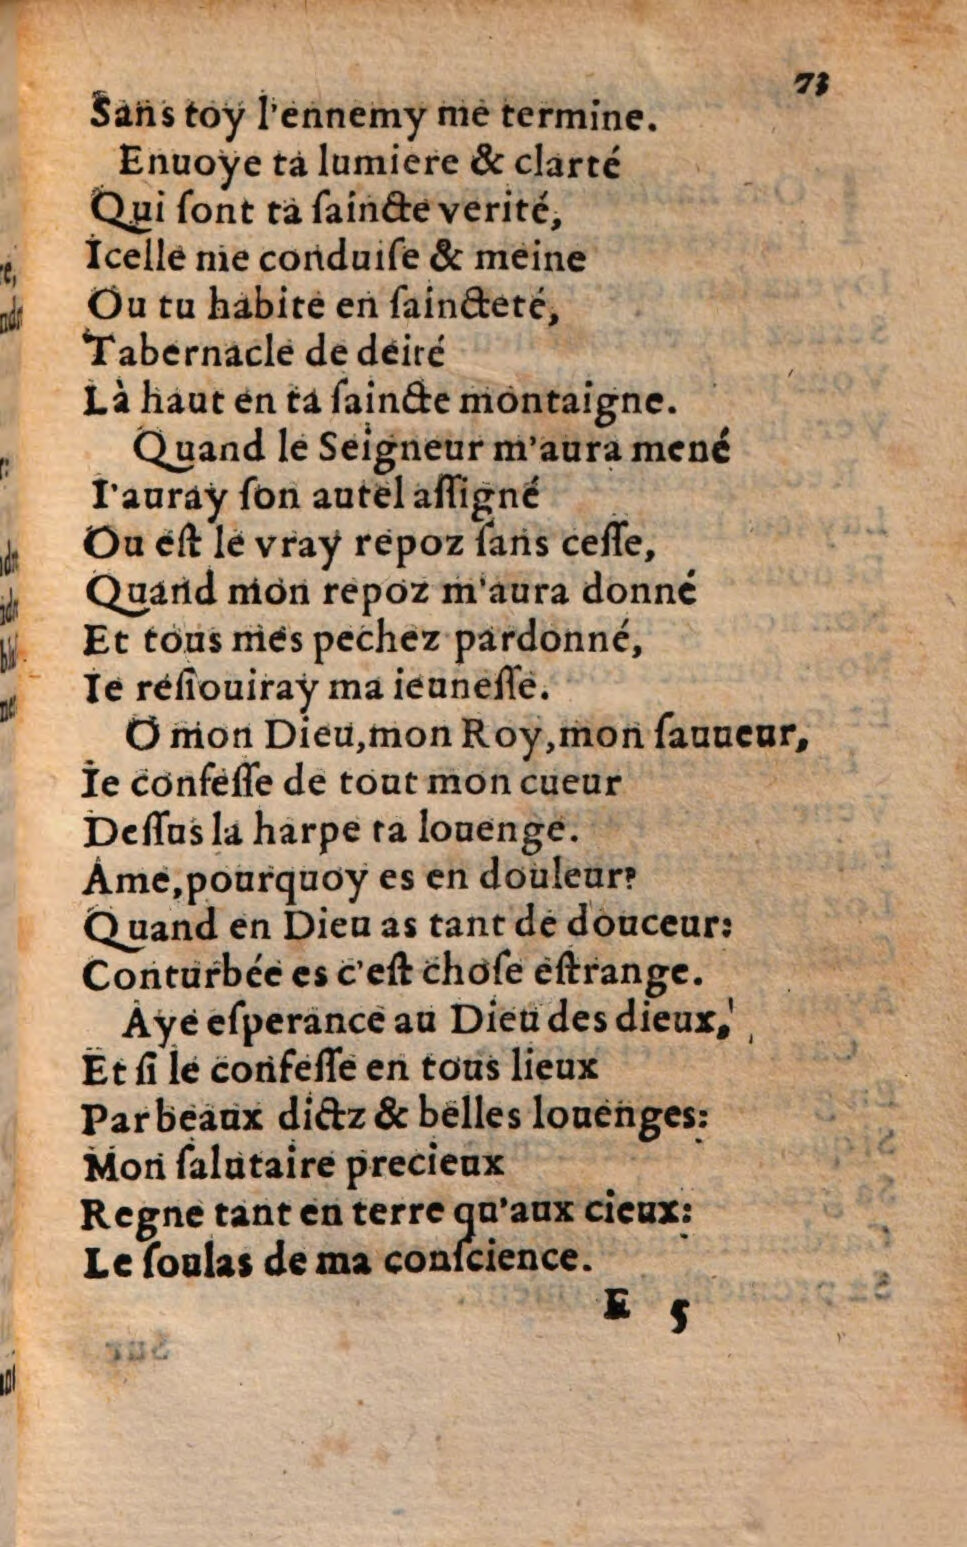 73
Sans toy l'ennemy me termine.
Enuoye ta lumiere & clarté
Qui ſont ta ſaincte verité,
Icelle me conduiſe & meine
Ou tu habite en ſaincteté,
Tabernacle de deité
Là haut en ta ſaincte montaigne.
Quand le Seigneur m'aura mené
I'auray ſon autel aſſigné
Ou eſt le vray repoz ſans ceſſe,
Quand mon repoz m'aura donné
Et tous mes pechez pardonné,
Ie reſiouiray ma ieuneſſe.
O mon Dieu,mon Roy,mon ſauueur,
Ie confeſſe de tout mon cueur
Deſſus la harpe ta louenge.
Ame,pourquoy es en douleur?
Quand en Dieu as tant de douceur:
Conturbée es c'eſt choſe eſtrange.
Aye eſperance au Dieu des dieux,
Et ſi le confeſſe en tous lieux
Par beaux dictz & belles louenges:
Mon ſalutaire precieux
Regne tant en terre qu'aux cieux:
Le ſoulas de ma conſcience.
E 5